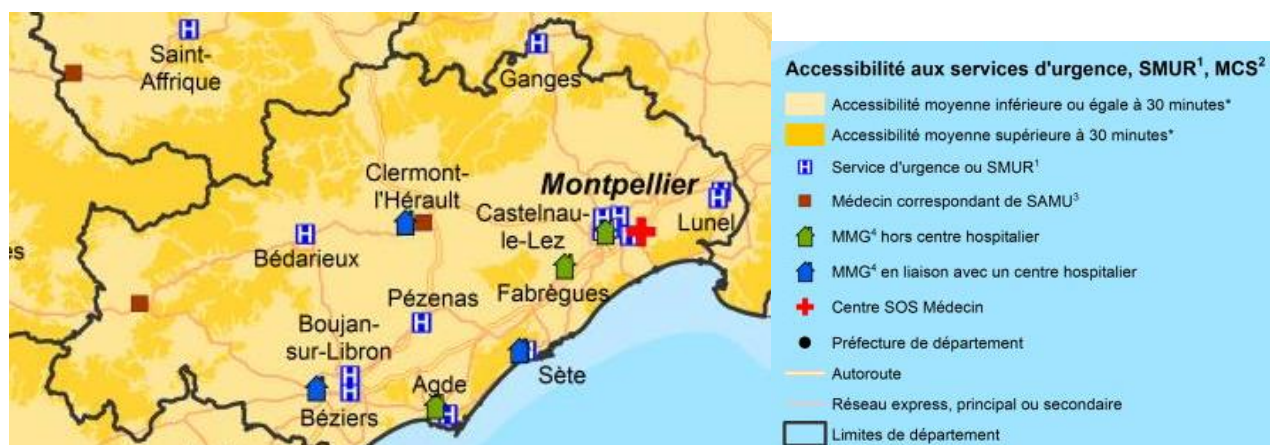 Saint-
Affrique
Ganges
Clermont-
l'Hérault
Montpellier
Castelnau-
le-Lez
Lunel
Bédarieux
Fabrègues
Pézenas
Boujan-
sur-Libron
Sète
Agde
Béziers
es
Accessibilité aux services d'urgence, SMUR¹, MCS²
Accessibilité moyenne inférieure ou égale à 30 minutes*
Accessibilité moyenne supérieure à 30 minutes*
H Service d'urgence ou SMUR¹
Médecin correspondant de SAMU³
MMG⁴ hors centre hospitalier
MMG⁴ en liaison avec un centre hospitalier
Centre SOS Médecin
Préfecture de département
Autoroute
Réseau express, principal ou secondaire
Limites de département